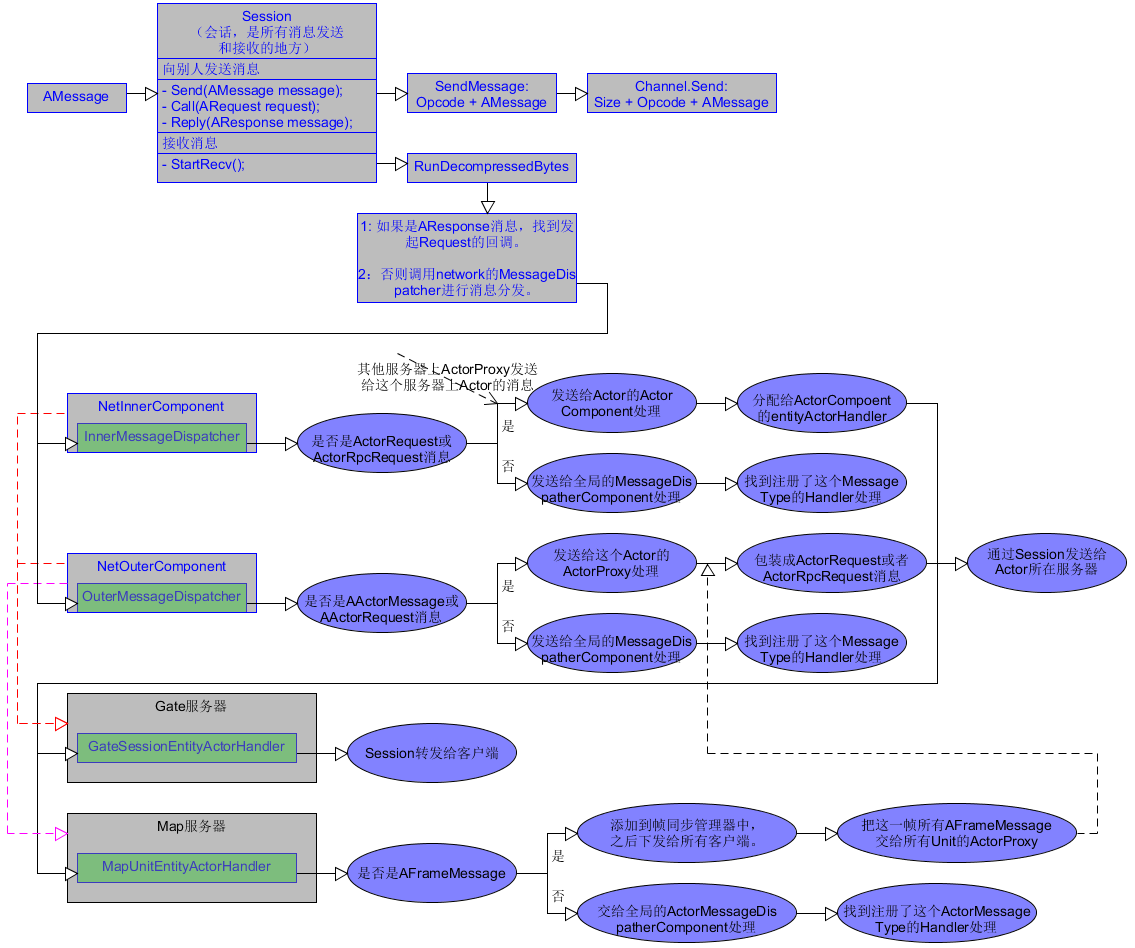 Session
（会话，是所有消息发送
和接收的地方）
向别人发送消息
- Send(AMessage message);
- Call(ARequest request);
- Reply(AResponse message);
接收消息
- StartRecv();
AMessage
SendMessage:
Opcode + AMessage
Channel.Send:
Size + Opcode + AMessage
RunDecompressedBytes
1: 如果是AResponse消息，找到发
起Request的回调。
2：否则调用network的MessageDis
patcher进行消息分发。
其他服务器上ActorProxy发送
给这个服务器上Actor的消息
NetInnerComponent
InnerMessageDispatcher
是否是ActorRequest或
ActorRpcRequest消息
是
发送给Actor的Actor
Component处理
分配给ActorCompoent
的entityActorHandler
否
发送给全局的MessageDis
patherComponent处理
找到注册了这个Message
Type的Handler处理
NetOuterComponent
OuterMessageDispatcher
是否是AActorMessage或
AActorRequest消息
是
发送给这个Actor的
ActorProxy处理
包装成ActorRequest或者
ActorRpcRequest消息
通过Session发送给
Actor所在服务器
否
发送给全局的MessageDis
patherComponent处理
找到注册了这个Message
Type的Handler处理
Gate服务器
GateSessionEntityActorHandler
Session转发给客户端
Map服务器
MapUnitEntityActorHandler
是否是AFrameMessage
是
添加到帧同步管理器中，
之后下发给所有客户端。
把这一帧所有AFrameMessage
交给所有Unit的ActorProxy
否
交给全局的ActorMessageDis
patherComponent处理
找到注册了这个ActorMessage
Type的Handler处理